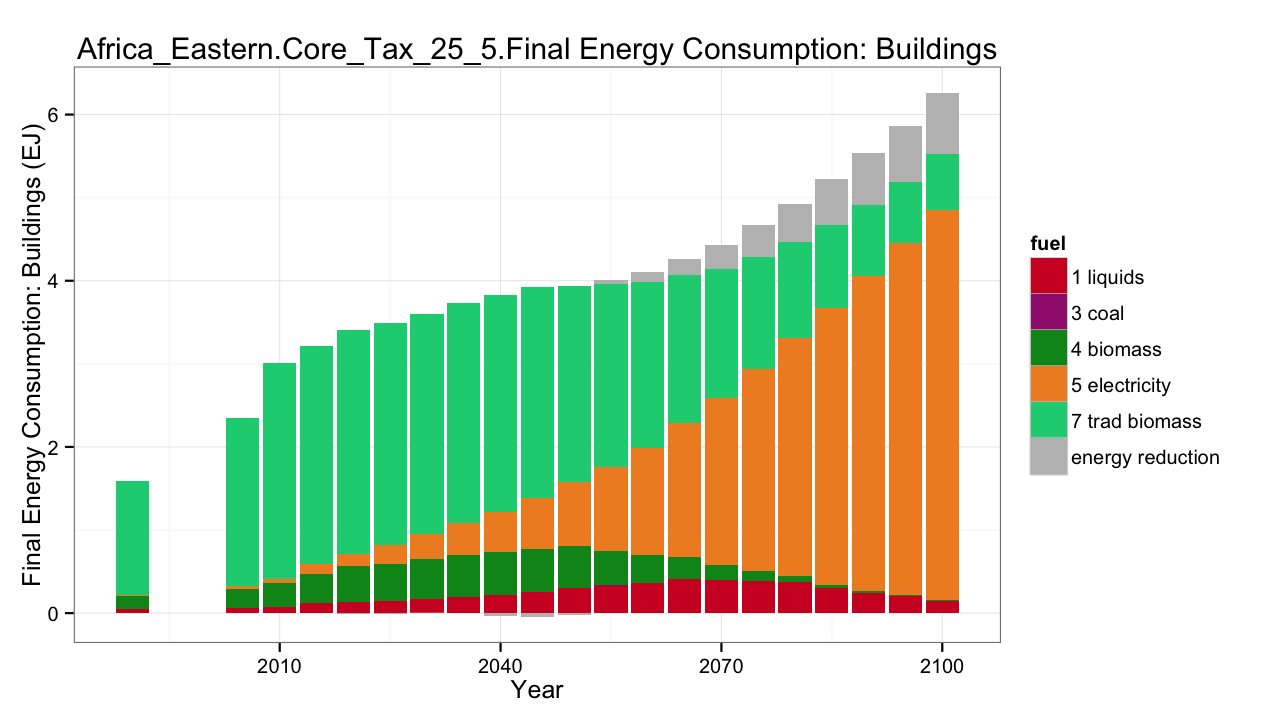 Africa_Eastern.Core_Tax_25_5.Final Energy Consumption: Buildings
Final Energy Consumption: Buildings (EJ)
6
4
2
0
2010
2040
2070
2100
Year
fuel
1 liquids
3 coal
4 biomass
5 electricity
7 trad biomass
energy reduction